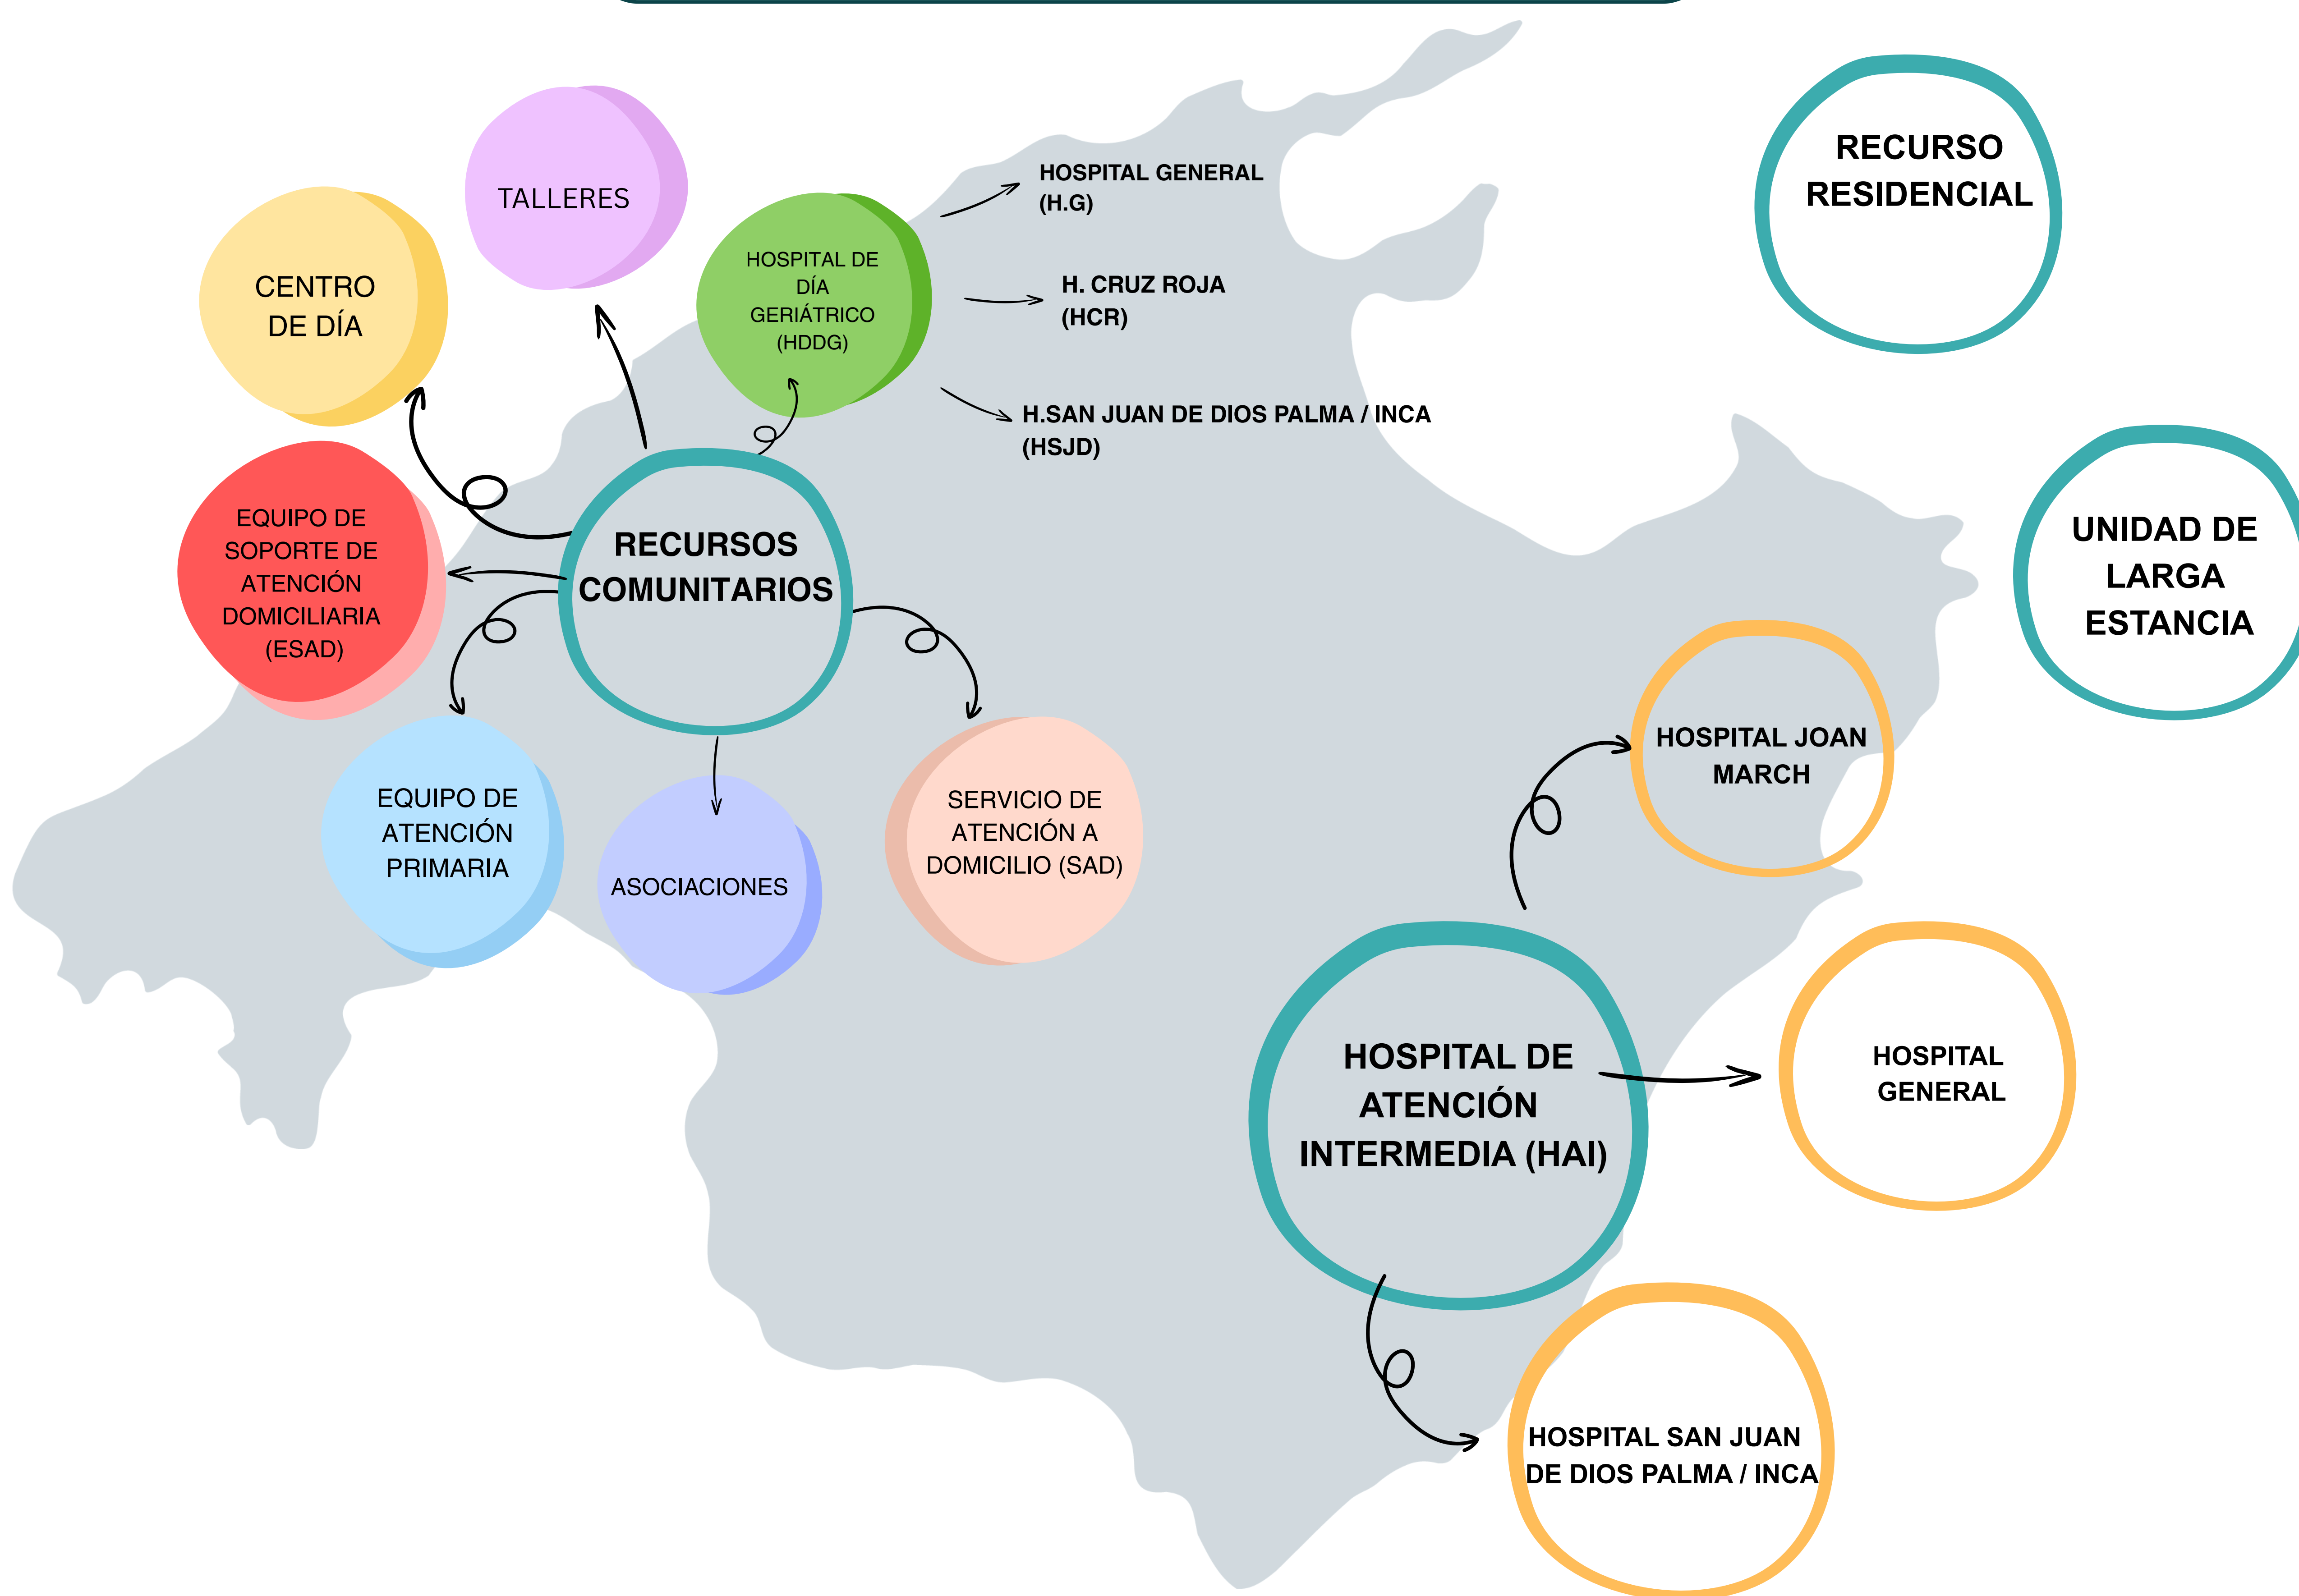 TALLERES
CENTRO
DE DÍA
HOSPITAL DE
DÍA
GERIÁTRICO
(HDDG)
HOSPITAL GENERAL
(H.G)
H. CRUZ ROJA
(HCR)
H.SAN JUAN DE DIOS PALMA / INCA
(HSJD)
RECURSO
RESIDENCIAL
EQUIPO DE
SOPORTE DE
ATENCIÓN
DOMICILIARIA
(ESAD)
RECURSOS
COMUNITARIOS
UNIDAD DE
LARGA
ESTANCIA
EQUIPO DE
ATENCIÓN
PRIMARIA
ASOCIACIONES
SERVICIO DE
ATENCIÓN A
DOMICILIO (SAD)
HOSPITAL JOAN
MARCH
HOSPITAL DE
ATENCIÓN
INTERMEDIA (HAI)
HOSPITAL
GENERAL
HOSPITAL SAN JUAN
DE DIOS PALMA / INCA